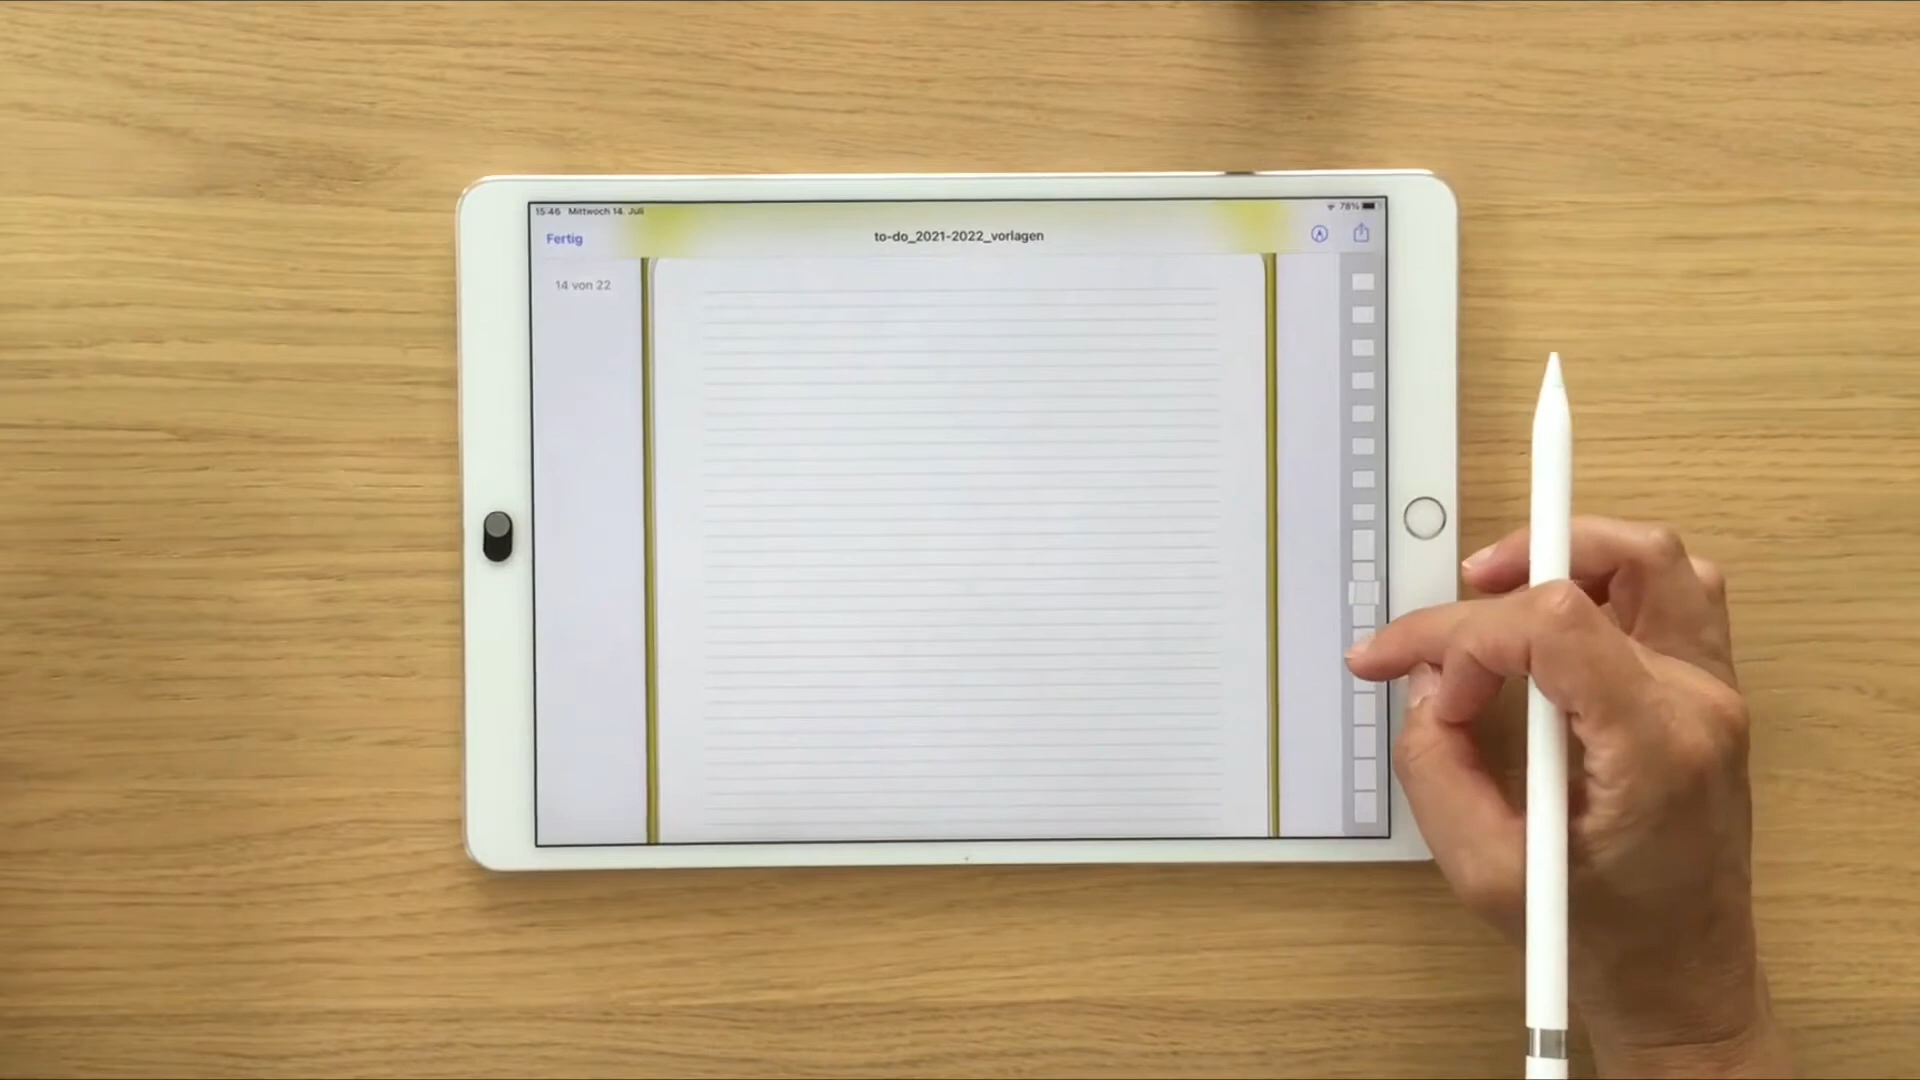 15:46 Mittwoch 14. Juli 78%
Fertig to-do_2021-2022_vorlagen
14 von 22